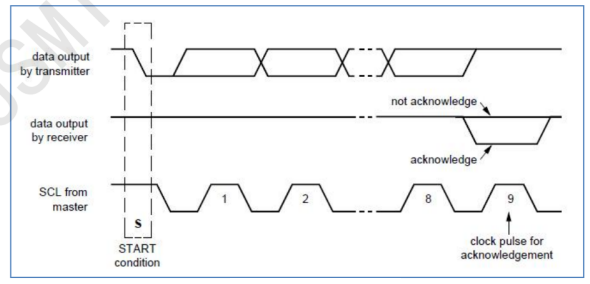 data output
by transmitter
not acknowledge
data output
by receiver
acknowledge
SCL from
master
1
2
8
9
S
START
condition
clock pulse for
acknowledgement